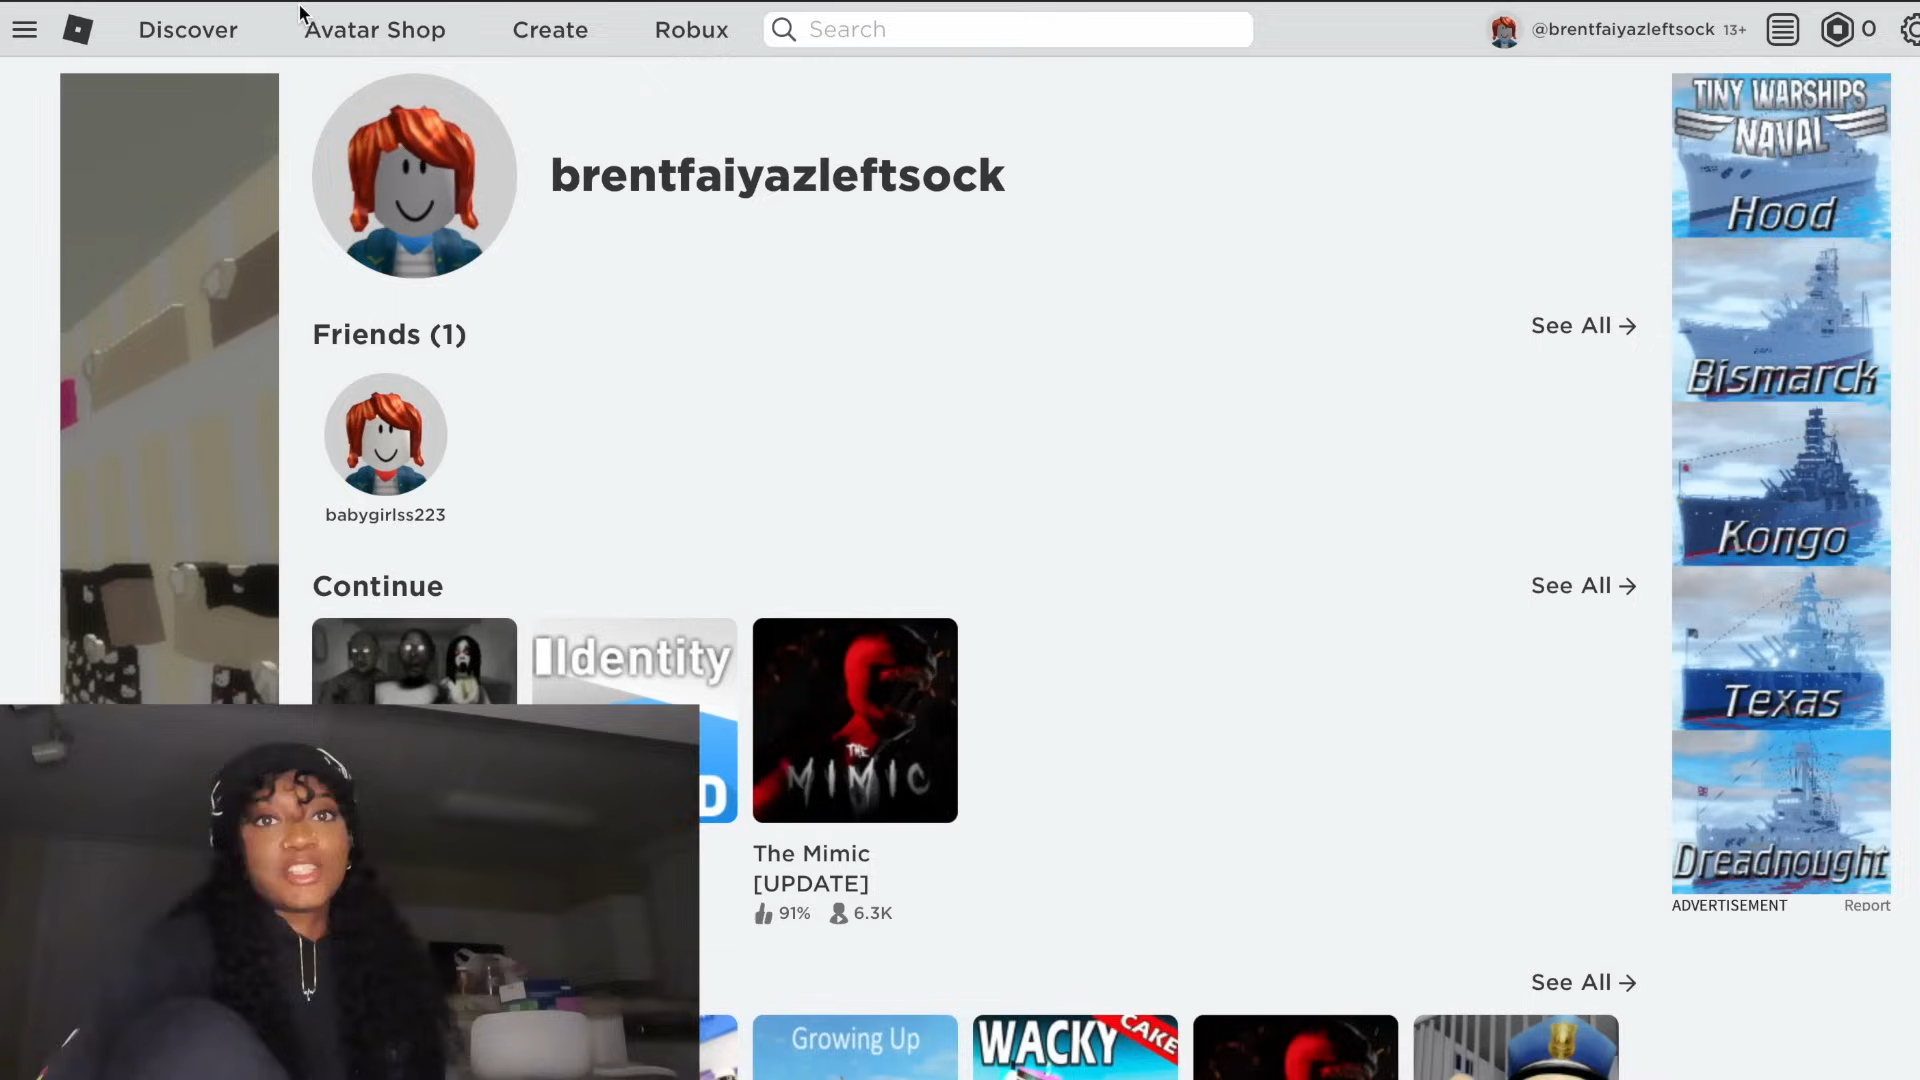 Discover
Avatar Shop
Create
Robux
Search
@brentfaiyazleftsock 13+
0
brentfaiyazleftsock
Friends (1)
See All
babygirlss223
Continue
See All
Identity
D
THE
MIMIC
The Mimic
[UPDATE]
91%
6.3K
See All
Growing Up
WACKY
CAKE
TINY WARSHIPS
NAVAL
Hood
Bismarck
Kongo
Texas
Dreadnought
ADVERTISEMENT
Report